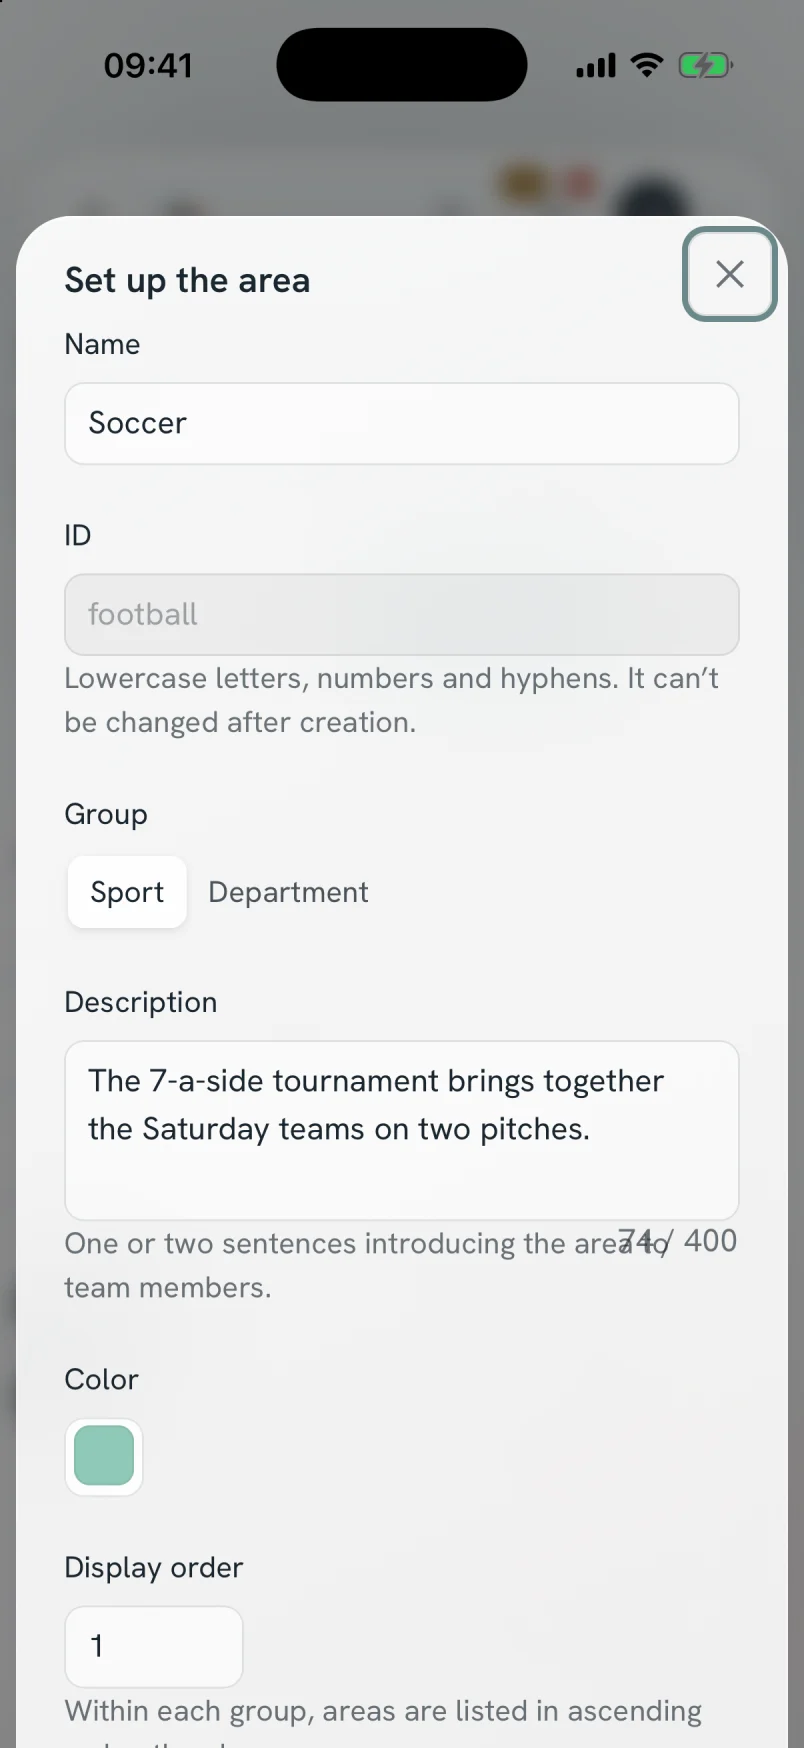 09:41
Set up the area
Name
Soccer
ID
football
Lowercase letters, numbers and hyphens. It can’t
be changed after creation.
Group
Sport Department
Description
The 7-a-side tournament brings together
the Saturday teams on two pitches.
One or two sentences introducing the area to
74 / 400
team members.
Color
Display order
1
Within each group, areas are listed in ascending